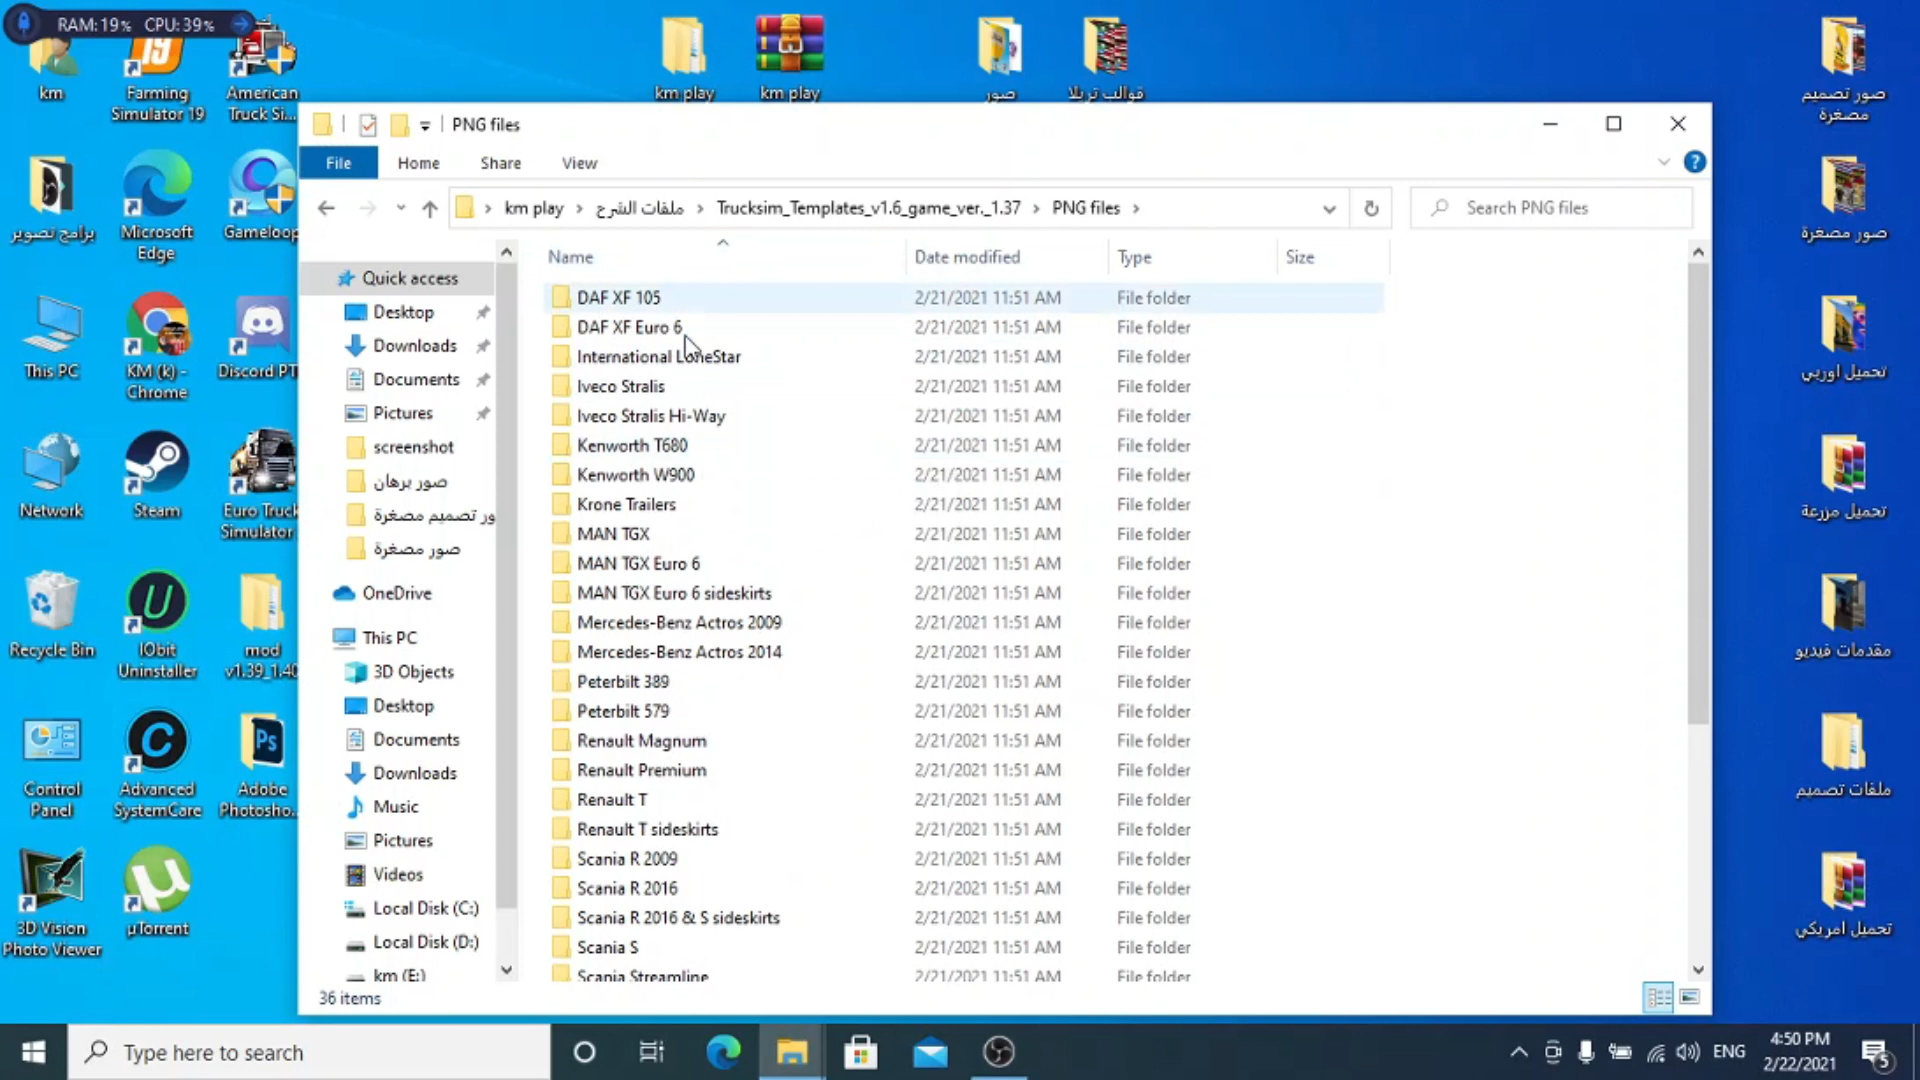 RAM: 19% CPU: 39%
km
Farming
Simulator 19
American
Truck Si...
km play
km play
صور
قوالب تريلا
صور تصميم
مصغرة
برامج تصوير
Microsoft
Edge
Gameloop
صور مصغرة
This PC
KM (k) -
Chrome
Discord PT
تحميل اوربي
Network
Steam
Euro Truck
Simulator
تحميل مزرعة
Recycle Bin
IObit
Uninstaller
mod
v1.39_1.40
مقدمات فيديو
Control
Panel
Advanced
SystemCare
Adobe
Photosho...
ملفات تصميم
3D Vision
Photo Viewer
µTorrent
تحميل امريكي
PNG files
File
Home
Share
View
km play
ملفات الشرح
Trucksim_Templates_v1.6_game_ver._1.37
PNG files
Search PNG files
Quick access
Desktop
Downloads
Documents
Pictures
screenshot
صور برهان
ور تصميم مصغرة
صور مصغرة
OneDrive
This PC
3D Objects
Desktop
Documents
Downloads
Music
Pictures
Videos
Local Disk (C:)
Local Disk (D:)
km (E:)
Name Date modified Type Size
DAF XF 105 2/21/2021 11:51 AM File folder
DAF XF Euro 6 2/21/2021 11:51 AM File folder
International LoneStar 2/21/2021 11:51 AM File folder
Iveco Stralis 2/21/2021 11:51 AM File folder
Iveco Stralis Hi-Way 2/21/2021 11:51 AM File folder
Kenworth T680 2/21/2021 11:51 AM File folder
Kenworth W900 2/21/2021 11:51 AM File folder
Krone Trailers 2/21/2021 11:51 AM File folder
MAN TGX 2/21/2021 11:51 AM File folder
MAN TGX Euro 6 2/21/2021 11:51 AM File folder
MAN TGX Euro 6 sideskirts 2/21/2021 11:51 AM File folder
Mercedes-Benz Actros 2009 2/21/2021 11:51 AM File folder
Mercedes-Benz Actros 2014 2/21/2021 11:51 AM File folder
Peterbilt 389 2/21/2021 11:51 AM File folder
Peterbilt 579 2/21/2021 11:51 AM File folder
Renault Magnum 2/21/2021 11:51 AM File folder
Renault Premium 2/21/2021 11:51 AM File folder
Renault T 2/21/2021 11:51 AM File folder
Renault T sideskirts 2/21/2021 11:51 AM File folder
Scania R 2009 2/21/2021 11:51 AM File folder
Scania R 2016 2/21/2021 11:51 AM File folder
Scania R 2016 & S sideskirts 2/21/2021 11:51 AM File folder
Scania S 2/21/2021 11:51 AM File folder
Scania Streamline 2/21/2021 11:51 AM File folder
36 items
Type here to search
ENG
4:50 PM
2/22/2021
5